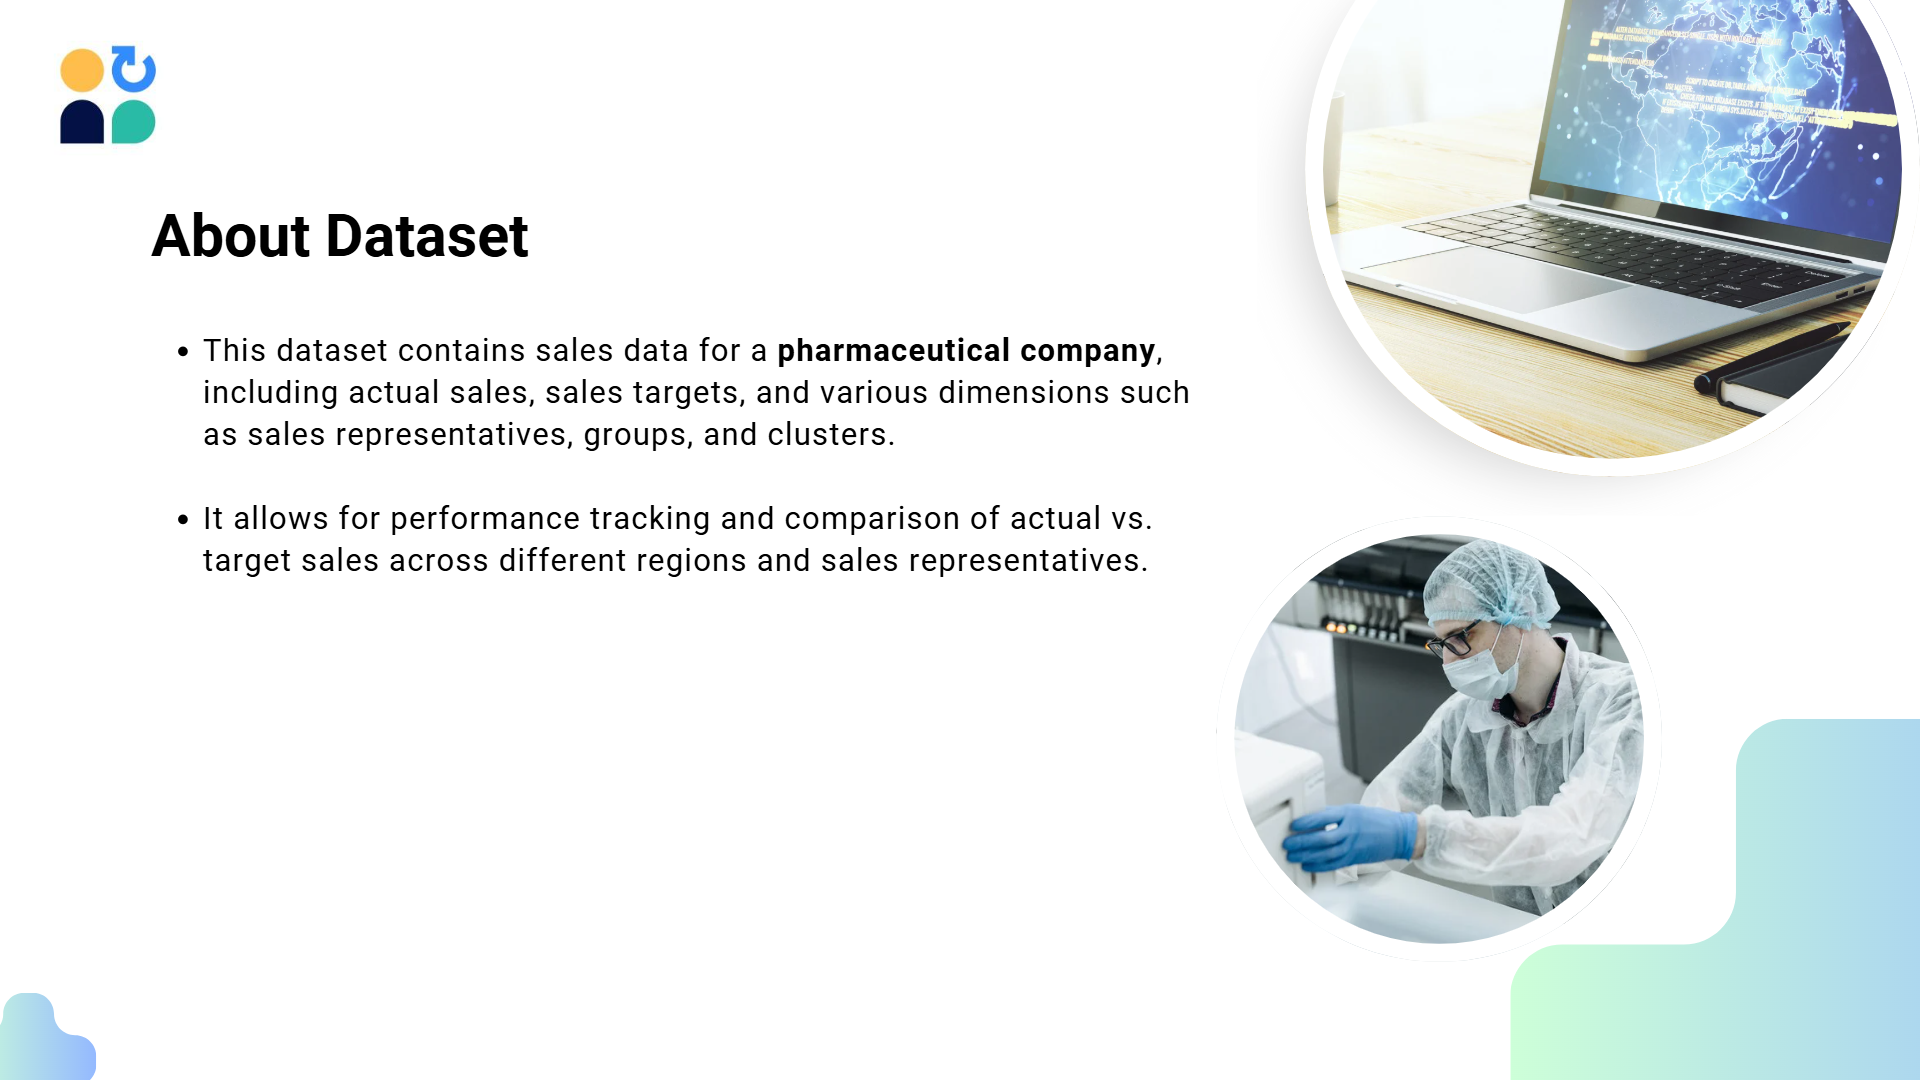 About Dataset
• This dataset contains sales data for a pharmaceutical company,
including actual sales, sales targets, and various dimensions such
as sales representatives, groups, and clusters.
• It allows for performance tracking and comparison of actual vs.
target sales across different regions and sales representatives.